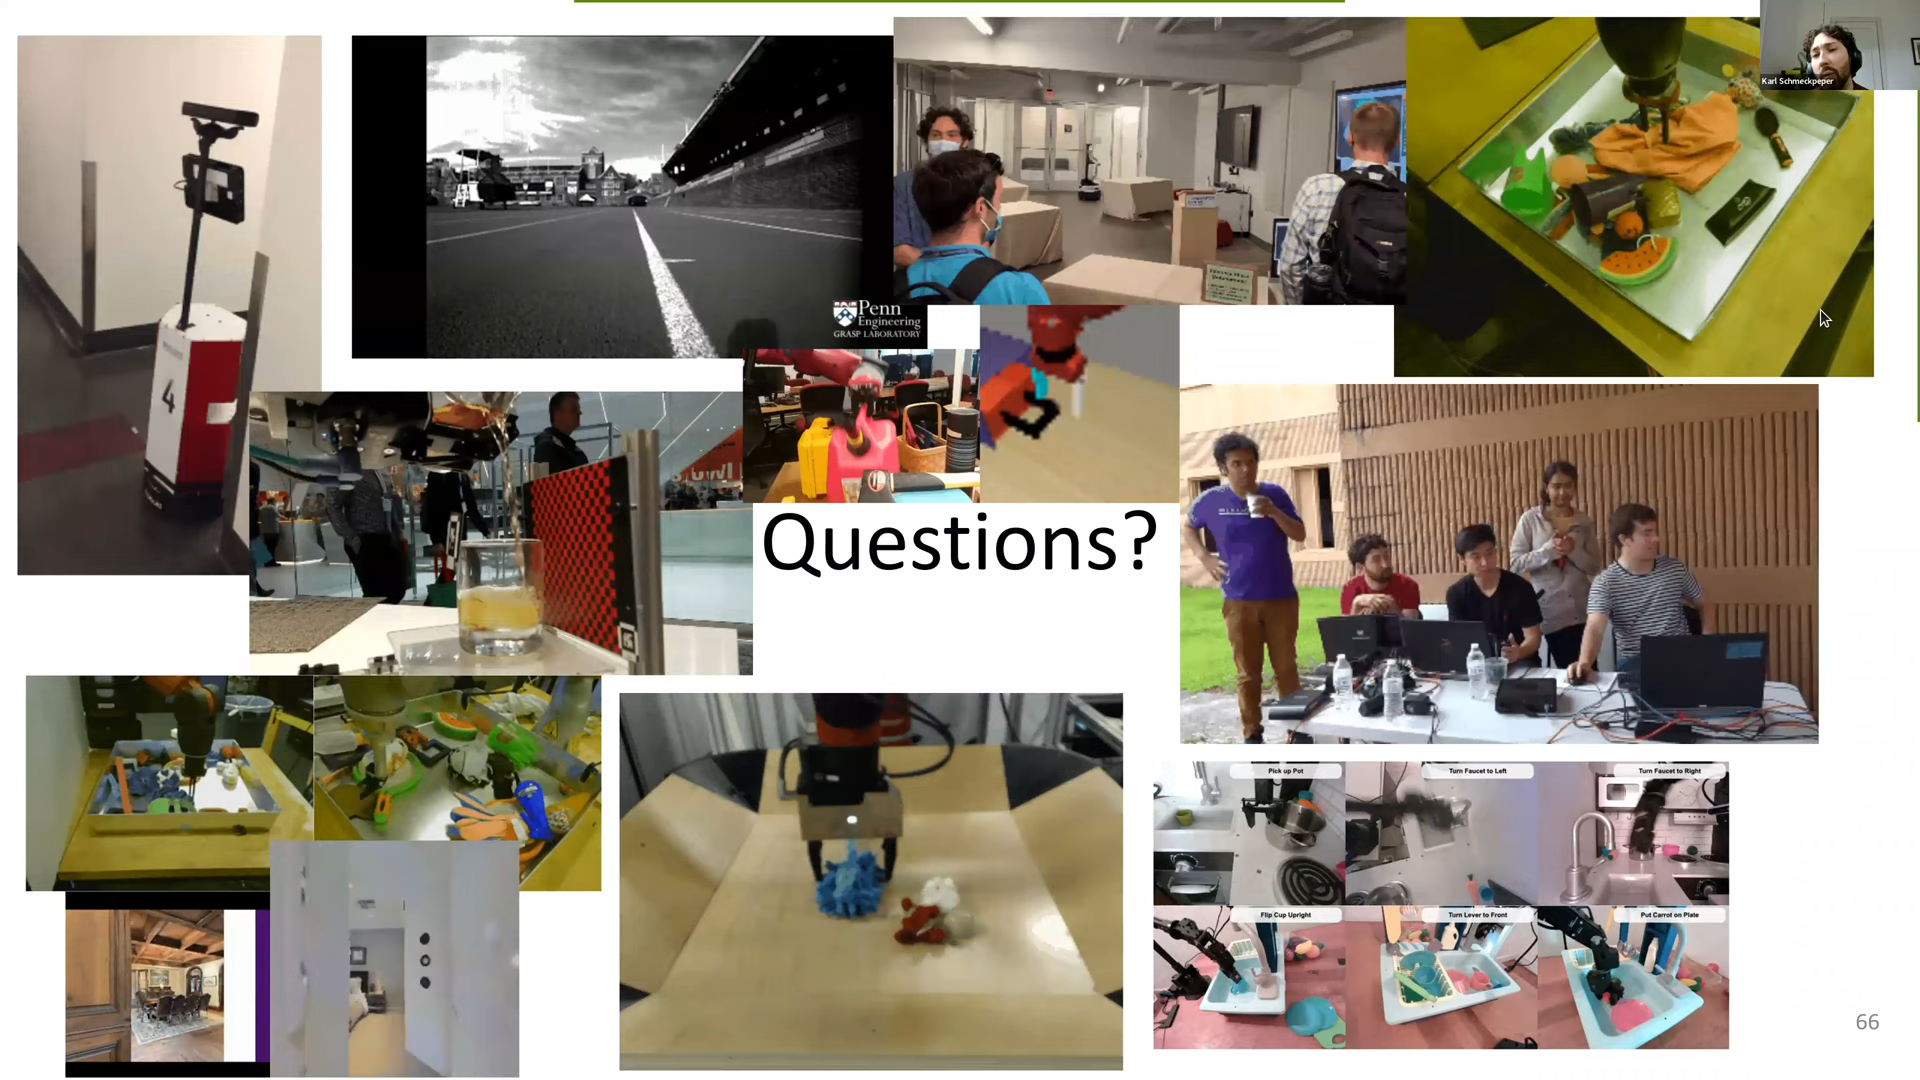 Karl Schmeckpeper
Penn
Engineering
GRASP LABORATORY
4
Questions?
Pick up Pot
Turn Faucet to Left
Turn Faucet to Right
Flip Cup Upright
Turn Lever to Front
Put Carrot on Plate
66